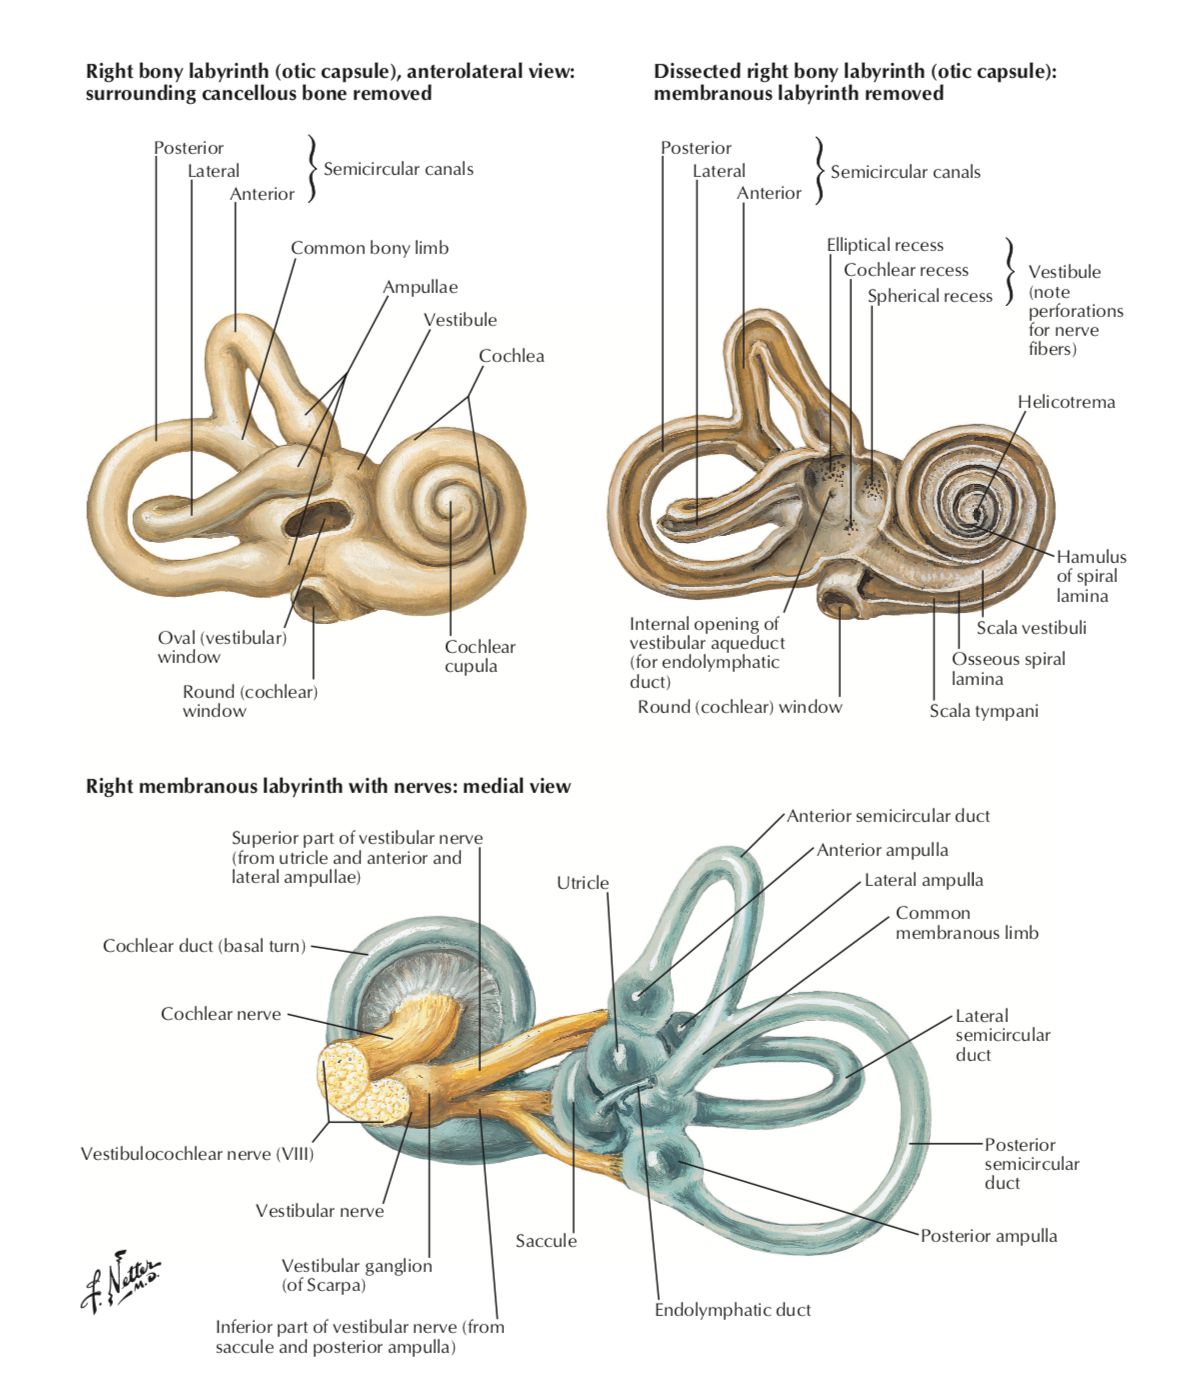 Right bony labyrinth (otic capsule), anterolateral view:
surrounding cancellous bone removed
Posterior
Lateral
Anterior
Semicircular canals
Common bony limb
Ampullae
Vestibule
Cochlea
Oval (vestibular)
window
Round (cochlear)
window
Cochlear
cupula
Dissected right bony labyrinth (otic capsule):
membranous labyrinth removed
Posterior
Lateral
Anterior
Semicircular canals
Elliptical recess
Cochlear recess
Spherical recess
Vestibule
(note
perforations
for nerve
fibers)
Helicotrema
Hamulus
of spiral
lamina
Scala vestibuli
Osseous spiral
lamina
Scala tympani
Internal opening of
vestibular aqueduct
(for endolymphatic
duct)
Round (cochlear) window
Right membranous labyrinth with nerves: medial view
Superior part of vestibular nerve
(from utricle and anterior and
lateral ampullae)
Utricle
Anterior semicircular duct
Anterior ampulla
Lateral ampulla
Common
membranous limb
Cochlear duct (basal turn)
Cochlear nerve
Lateral
semicircular
duct
Vestibulocochlear nerve (VIII)
Posterior
semicircular
duct
Vestibular nerve
Saccule
Posterior ampulla
Vestibular ganglion
(of Scarpa)
Endolymphatic duct
Inferior part of vestibular nerve (from
saccule and posterior ampulla)
F. Netter
M.D.